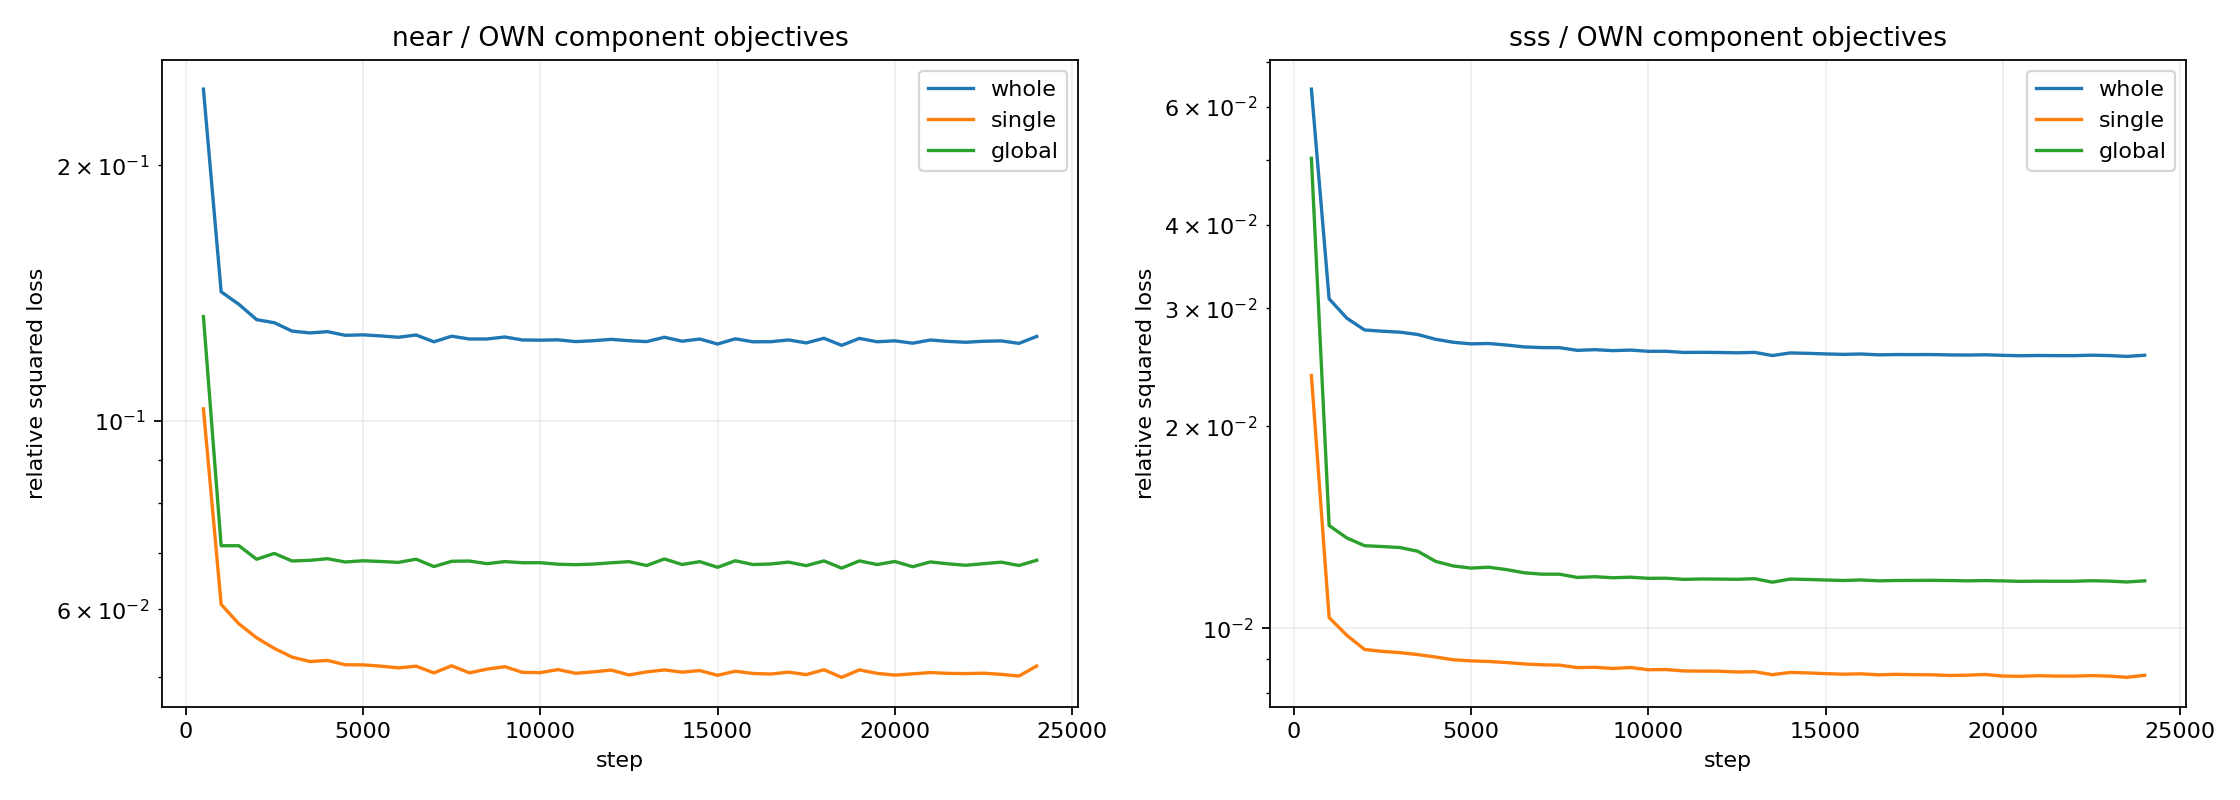 near / OWN component objectives
relative squared loss
2 × 10⁻¹
10⁻¹
6 × 10⁻²
0 5000 10000 15000 20000 25000
step
whole
single
global
sss / OWN component objectives
relative squared loss
6 × 10⁻²
4 × 10⁻²
3 × 10⁻²
2 × 10⁻²
10⁻²
0 5000 10000 15000 20000 25000
step
whole
single
global